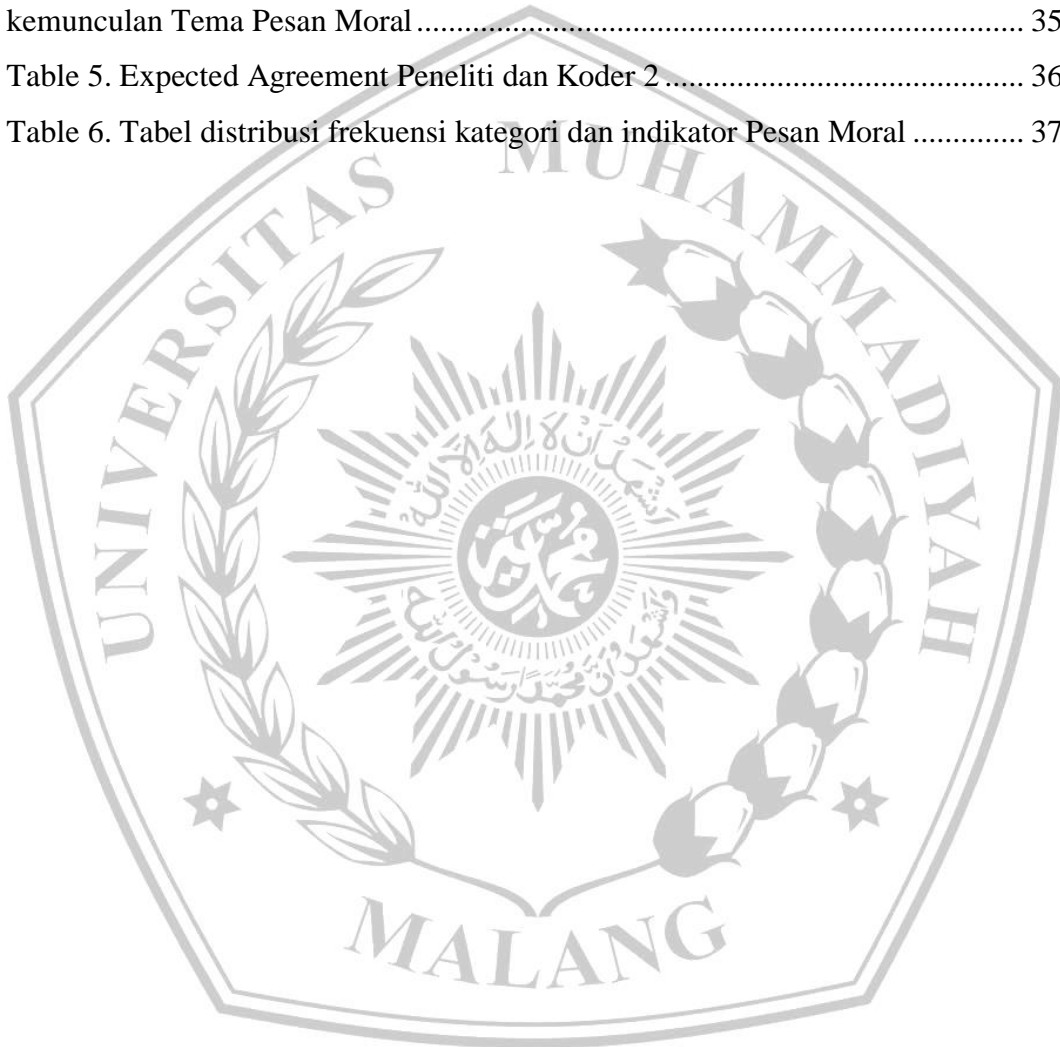 kemunculan Tema Pesan Moral ........................................................................... 35
Table 5. Expected Agreement Peneliti dan Koder 2 ............................................ 36
Table 6. Tabel distribusi frekuensi kategori dan indikator Pesan Moral .............. 37
UNIVERSITAS MUHAMMADIYAH
MALANG